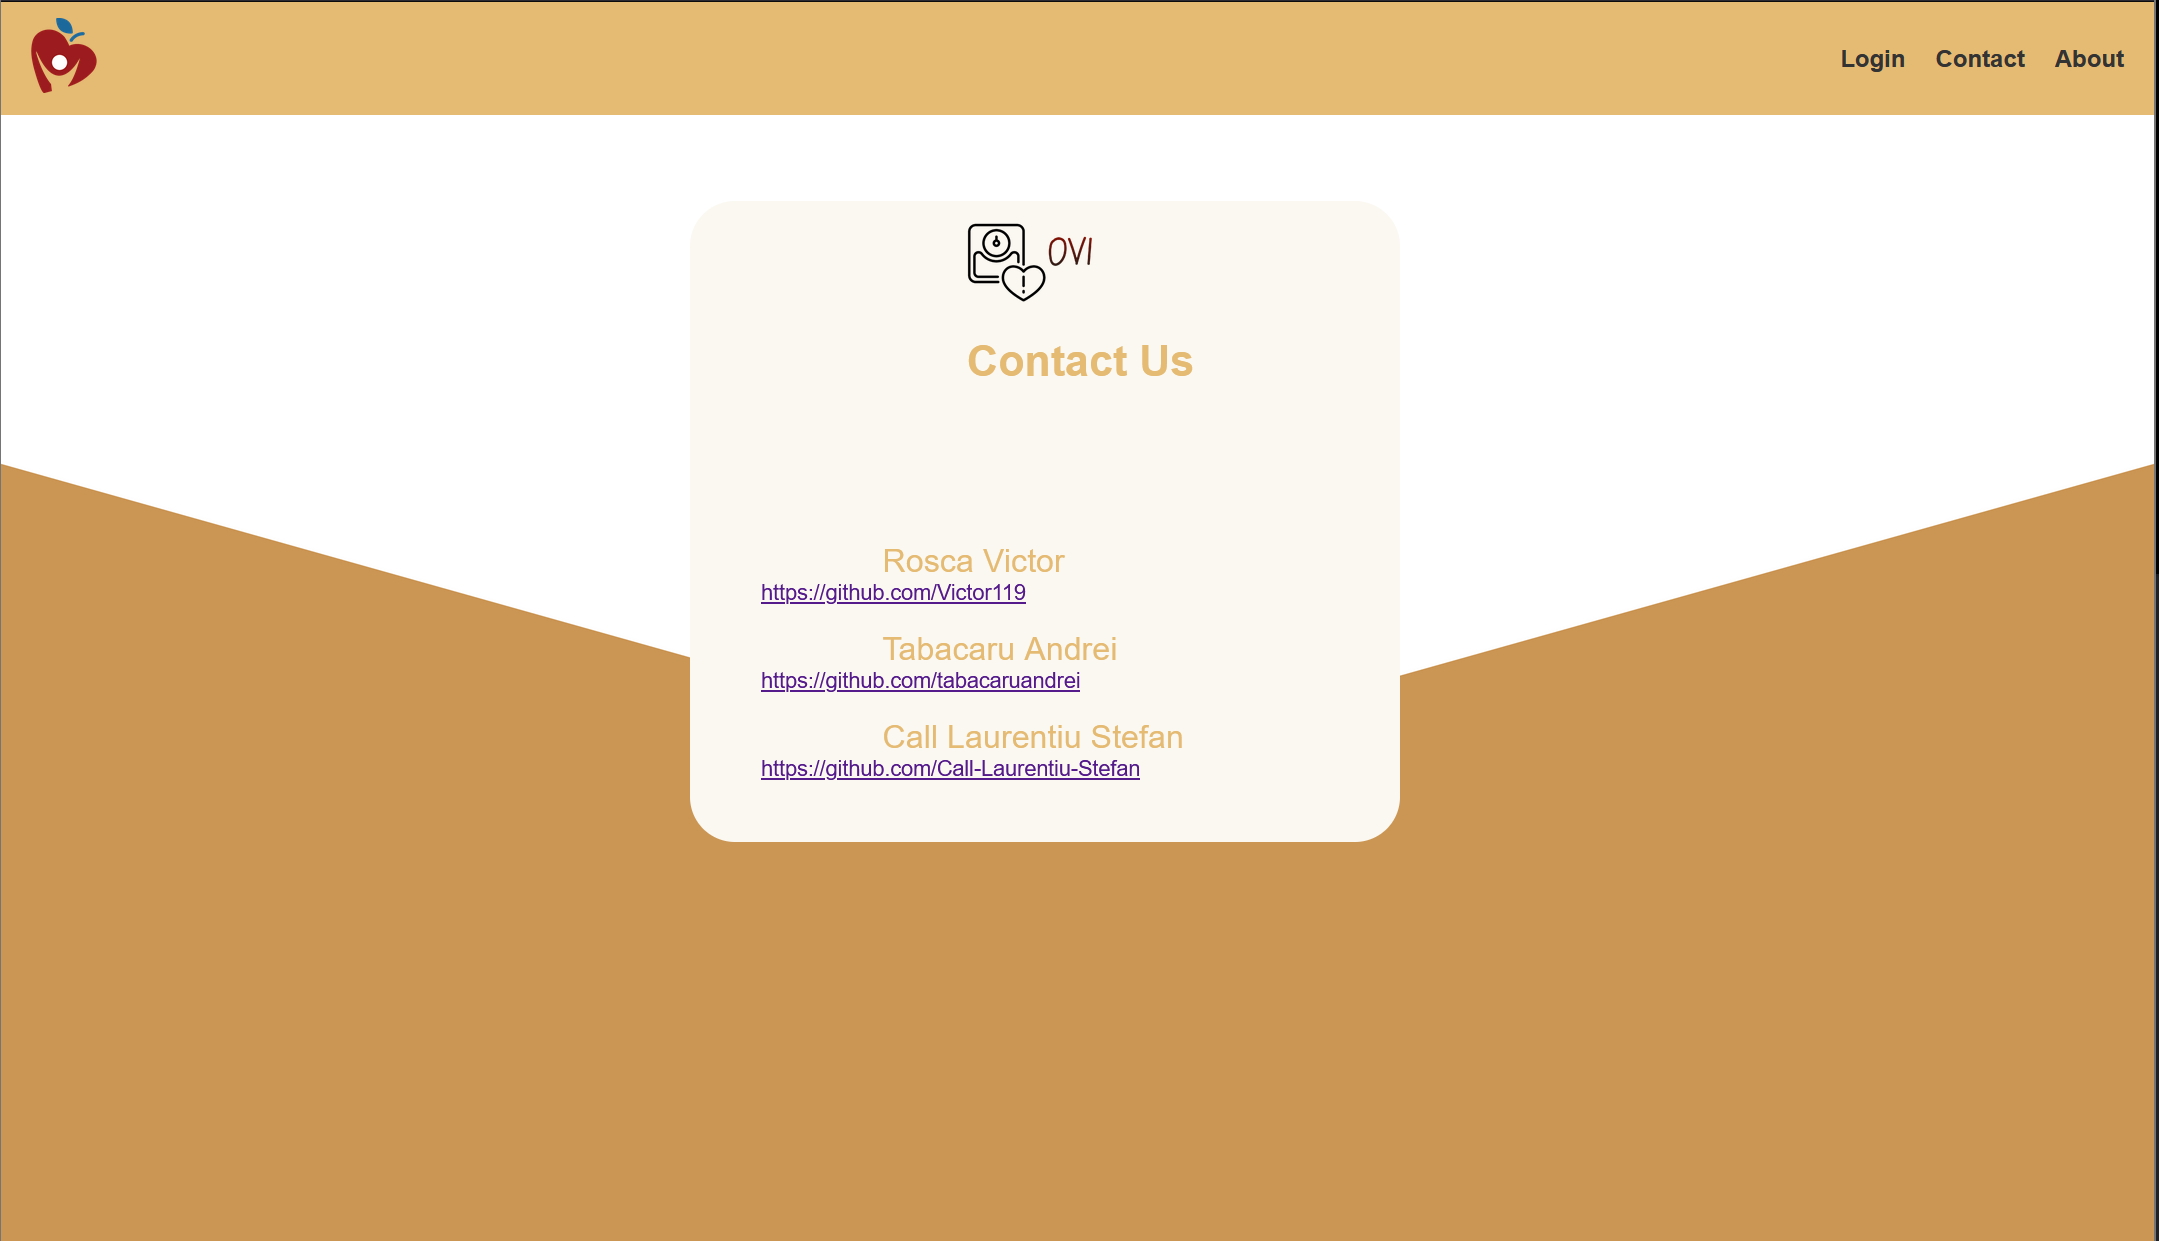 Login Contact About
OVI
Contact Us
Rosca Victor
https://github.com/Victor119
Tabacaru Andrei
https://github.com/tabacaruandrei
Call Laurentiu Stefan
https://github.com/Call-Laurentiu-Stefan